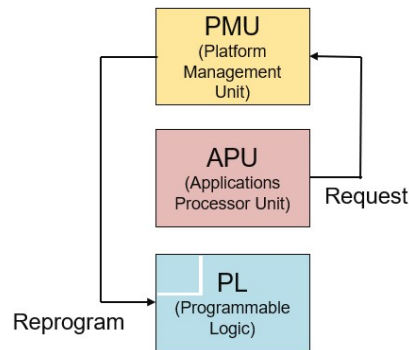 PMU
(Platform
Management
Unit)
APU
(Applications
Processor Unit)
Request
PL
(Programmable
Logic)
Reprogram